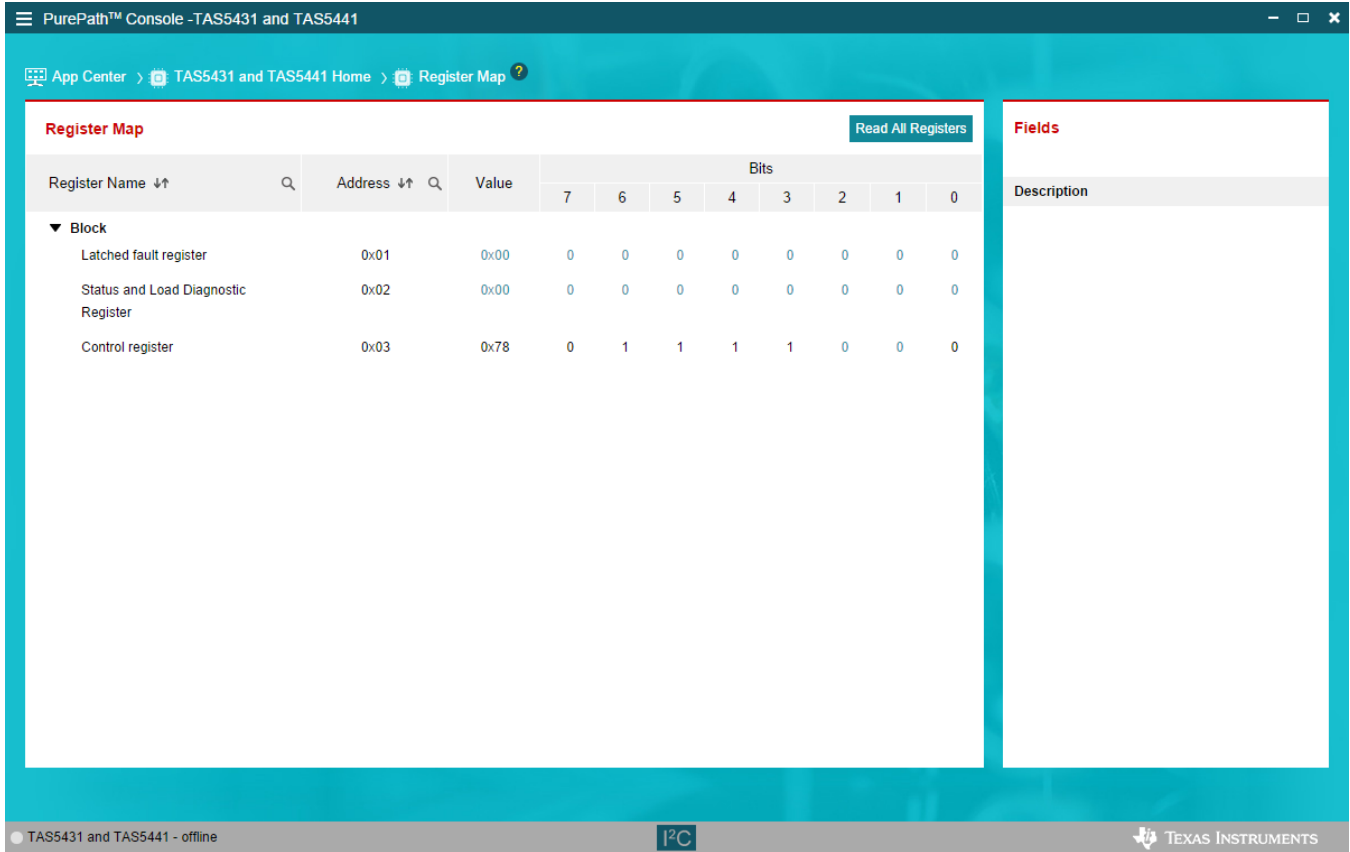 PurePath™ Console -TAS5431 and TAS5441
App Center > TAS5431 and TAS5441 Home > Register Map ?
Register Map
Read All Registers
Register Name Address Value Bits
7 6 5 4 3 2 1 0
Block
Latched fault register 0x01 0x00 0 0 0 0 0 0 0 0
Status and Load Diagnostic
Register 0x02 0x00 0 0 0 0 0 0 0 0
Control register 0x03 0x78 0 1 1 1 1 0 0 0
Fields
Description
TAS5431 and TAS5441 - offline
I²C
TEXAS INSTRUMENTS